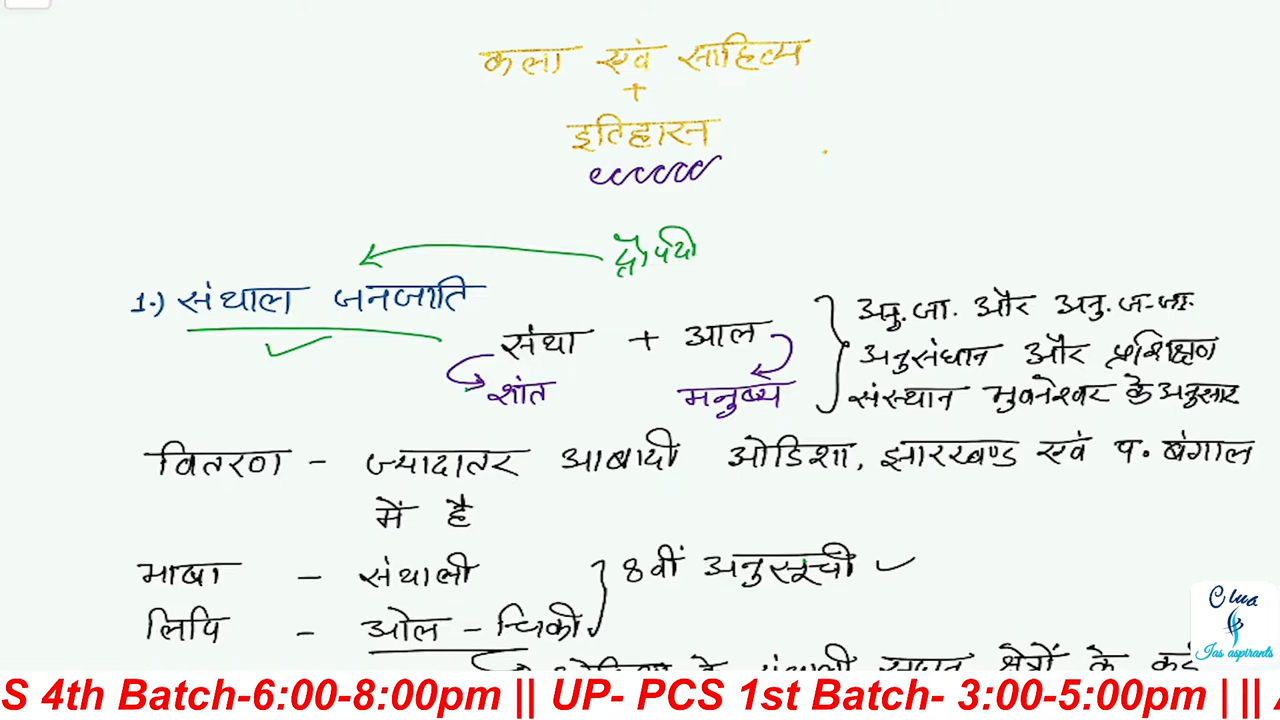 कला एवं साहित्य
+
इतिहास
द्रौपदी
1.) संथाल जनजाति
संथा + आल
शांत मनुष्य
अनु.जा. और अनु.ज.जा.
अनुसंधान और प्रशिक्षण
संस्थान भुवनेश्वर के अनुसार
वितरण - ज्यादातर आबादी ओडिशा, झारखण्ड एवं प. बंगाल
में है
भाषा - संथाली
8वीं अनुसूची
लिपि - ओल - चिकी
क्षेत्रों के कई
S 4th Batch-6:00-8:00pm || UP- PCS 1st Batch- 3:00-5:00pm | ||
Clua
Ias aspirants